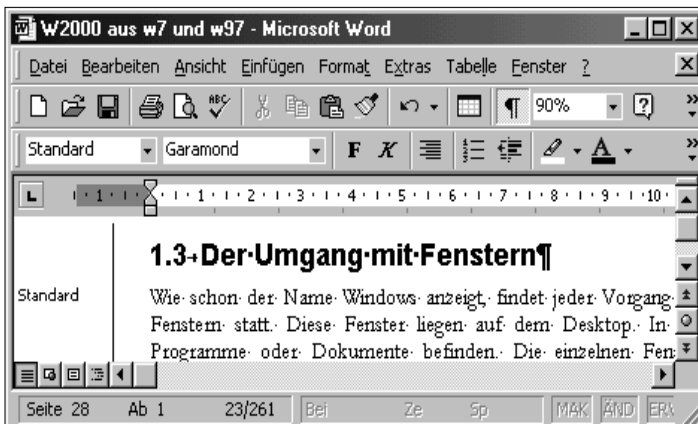 W2000 aus w7 und w97 - Microsoft Word
Datei Bearbeiten Ansicht Einfügen Format Extras Tabelle Fenster ?
ABC ¶ 90% ? »
Standard Garamond F K A »
L 1 1 2 3 4 5 6 7 8 9 10
1.3→Der·Umgang·mit·Fenstern¶
Standard Wie· schon· der· Name· Windows· anzeigt,· findet· jeder· Vorgang·
Fenstern· statt.· Diese· Fenster· liegen· auf· dem· Desktop.· In·
Programme· oder· Dokumente· befinden.· Die· einzelnen· Fen
Seite 28 Ab 1 23/261 Bei Ze Sp MAK ÄND ER